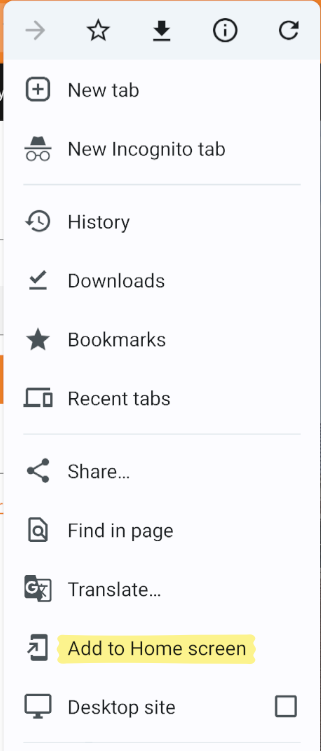 New tab
New Incognito tab
History
Downloads
Bookmarks
Recent tabs
Share...
Find in page
Translate...
Add to Home screen
Desktop site